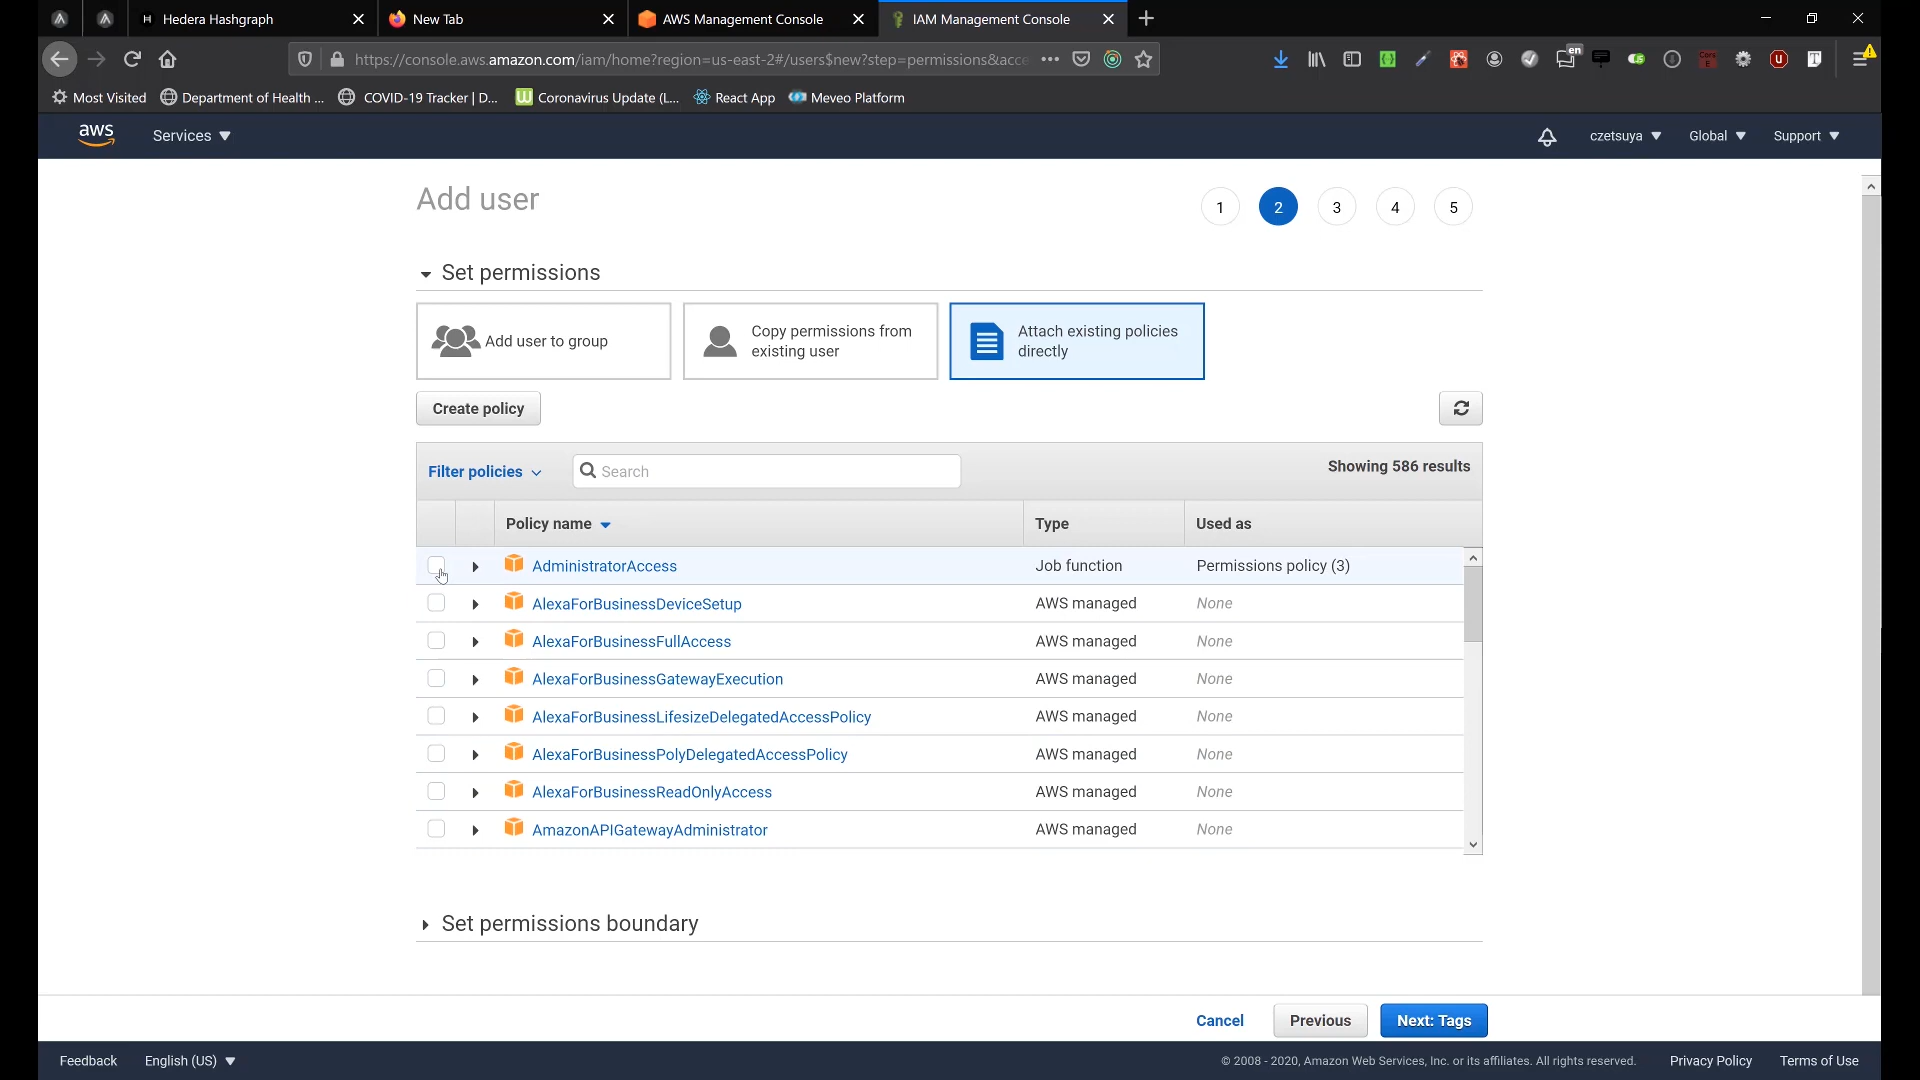 Hedera Hashgraph
New Tab
AWS Management Console
IAM Management Console
https://console.aws.amazon.com/iam/home?region=us-east-2#/users$new?step=permissions&acce
en
Most Visited
Department of Health ...
COVID-19 Tracker | D...
Coronavirus Update (L...
React App
Meveo Platform
aws
Services
czetsuya
Global
Support
Add user
1
2
3
4
5
Set permissions
Add user to group
Copy permissions from
existing user
Attach existing policies
directly
Create policy
Filter policies
Search
Showing 586 results
Policy name
Type
Used as
AdministratorAccess Job function Permissions policy (3)
AlexaForBusinessDeviceSetup AWS managed None
AlexaForBusinessFullAccess AWS managed None
AlexaForBusinessGatewayExecution AWS managed None
AlexaForBusinessLifesizeDelegatedAccessPolicy AWS managed None
AlexaForBusinessPolyDelegatedAccessPolicy AWS managed None
AlexaForBusinessReadOnlyAccess AWS managed None
AmazonAPIGatewayAdministrator AWS managed None
Set permissions boundary
Cancel
Previous
Next: Tags
Feedback
English (US)
© 2008 - 2020, Amazon Web Services, Inc. or its affiliates. All rights reserved.
Privacy Policy
Terms of Use